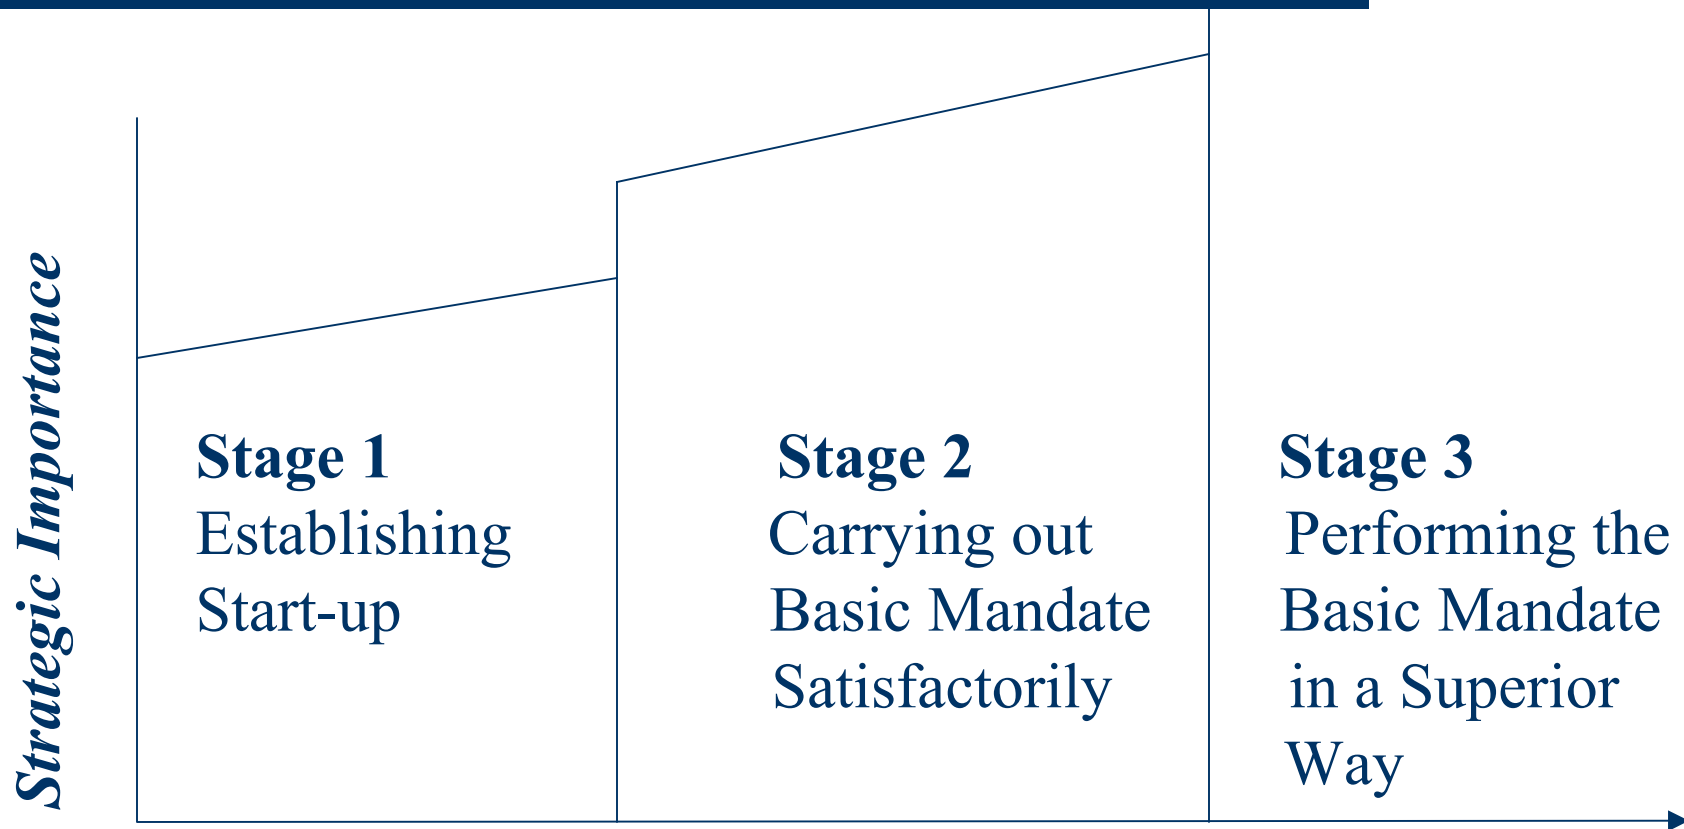 Strategic Importance
Stage 1
Establishing
Start-up
Stage 2
Carrying out
Basic Mandate
Satisfactorily
Stage 3
Performing the
Basic Mandate
in a Superior
Way